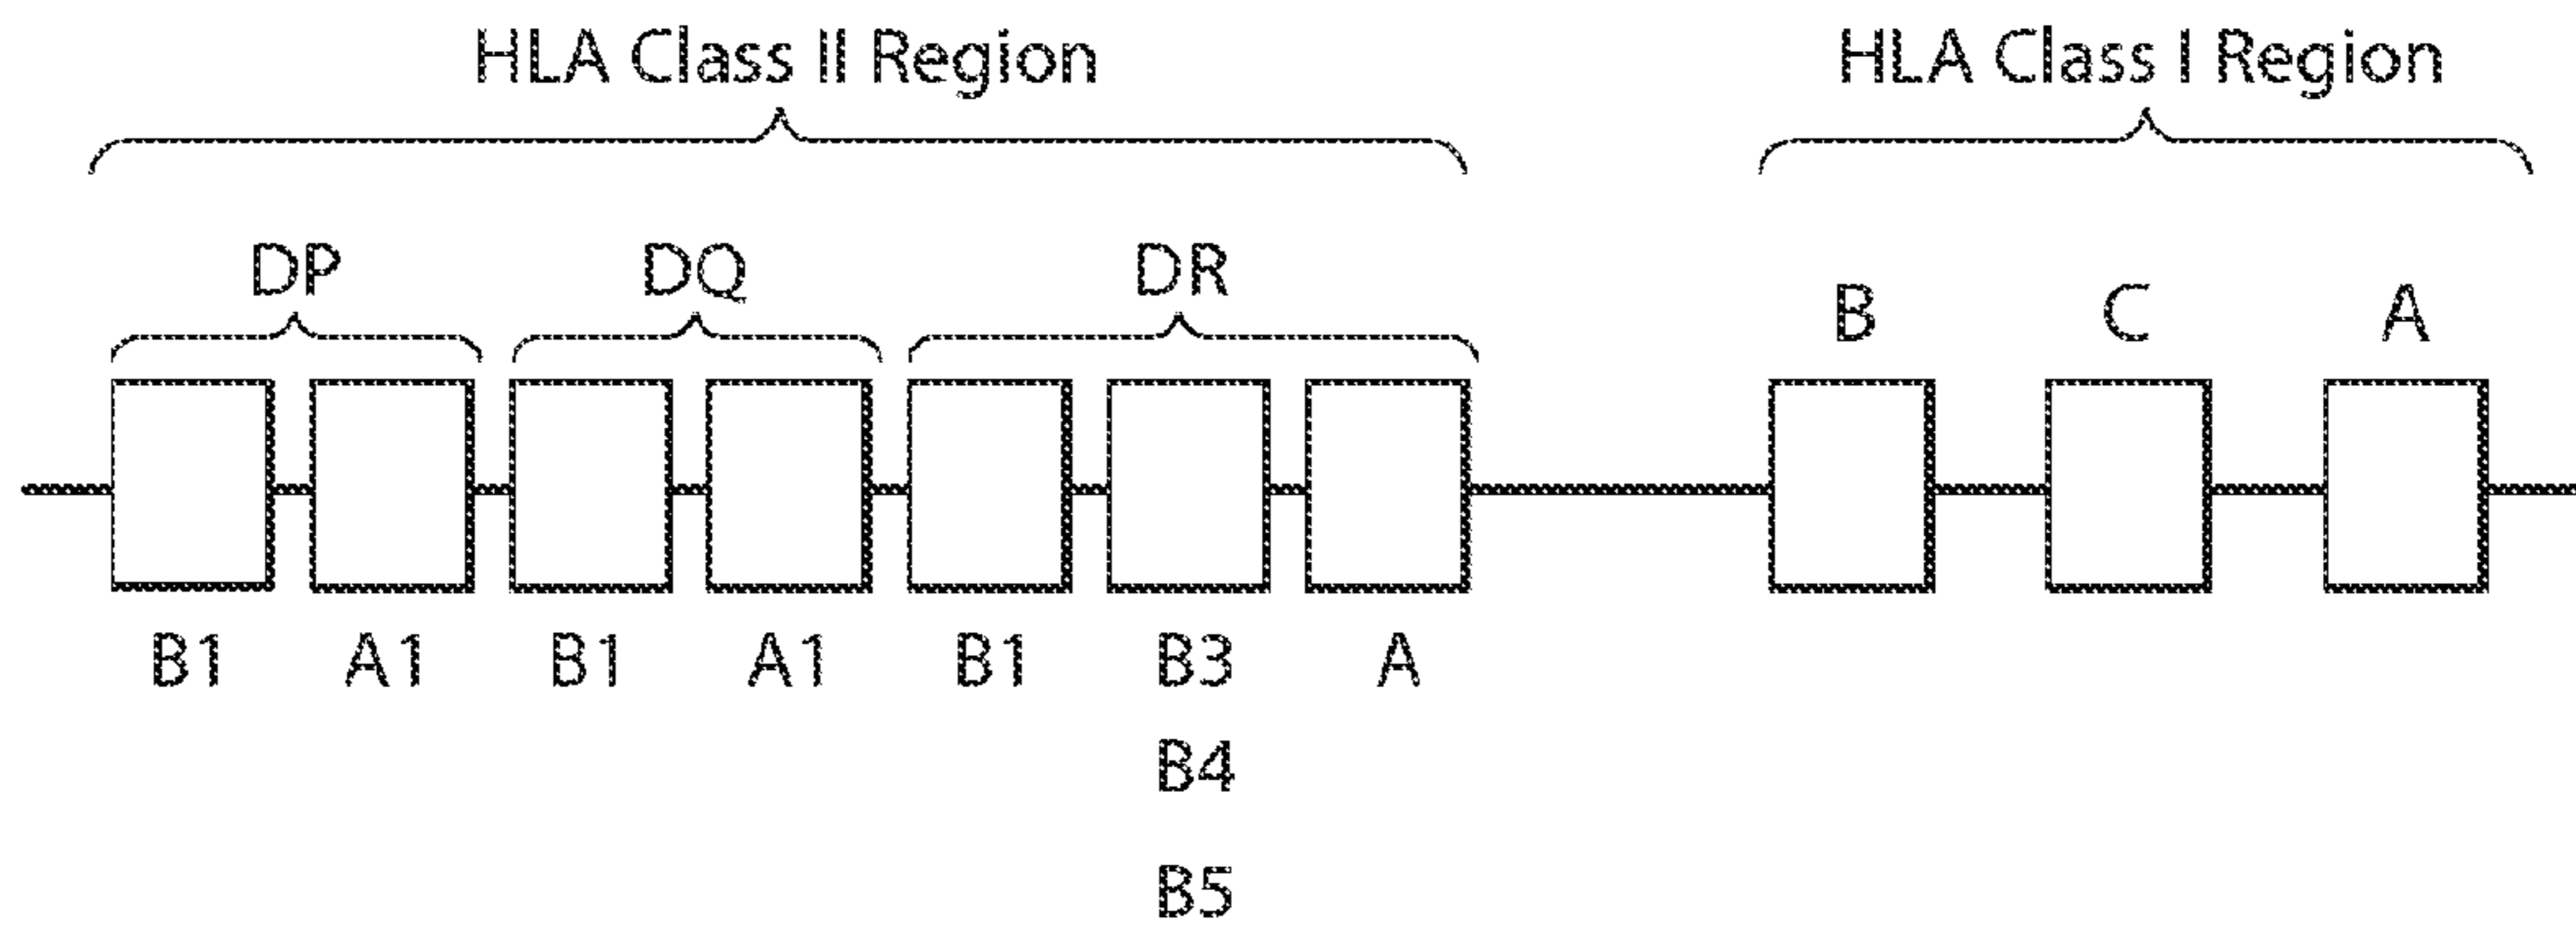 HLA Class II Region HLA Class I Region
DP DQ DR
B C A
B1 A1 B1 A1 B1 B3 A
B4
B5